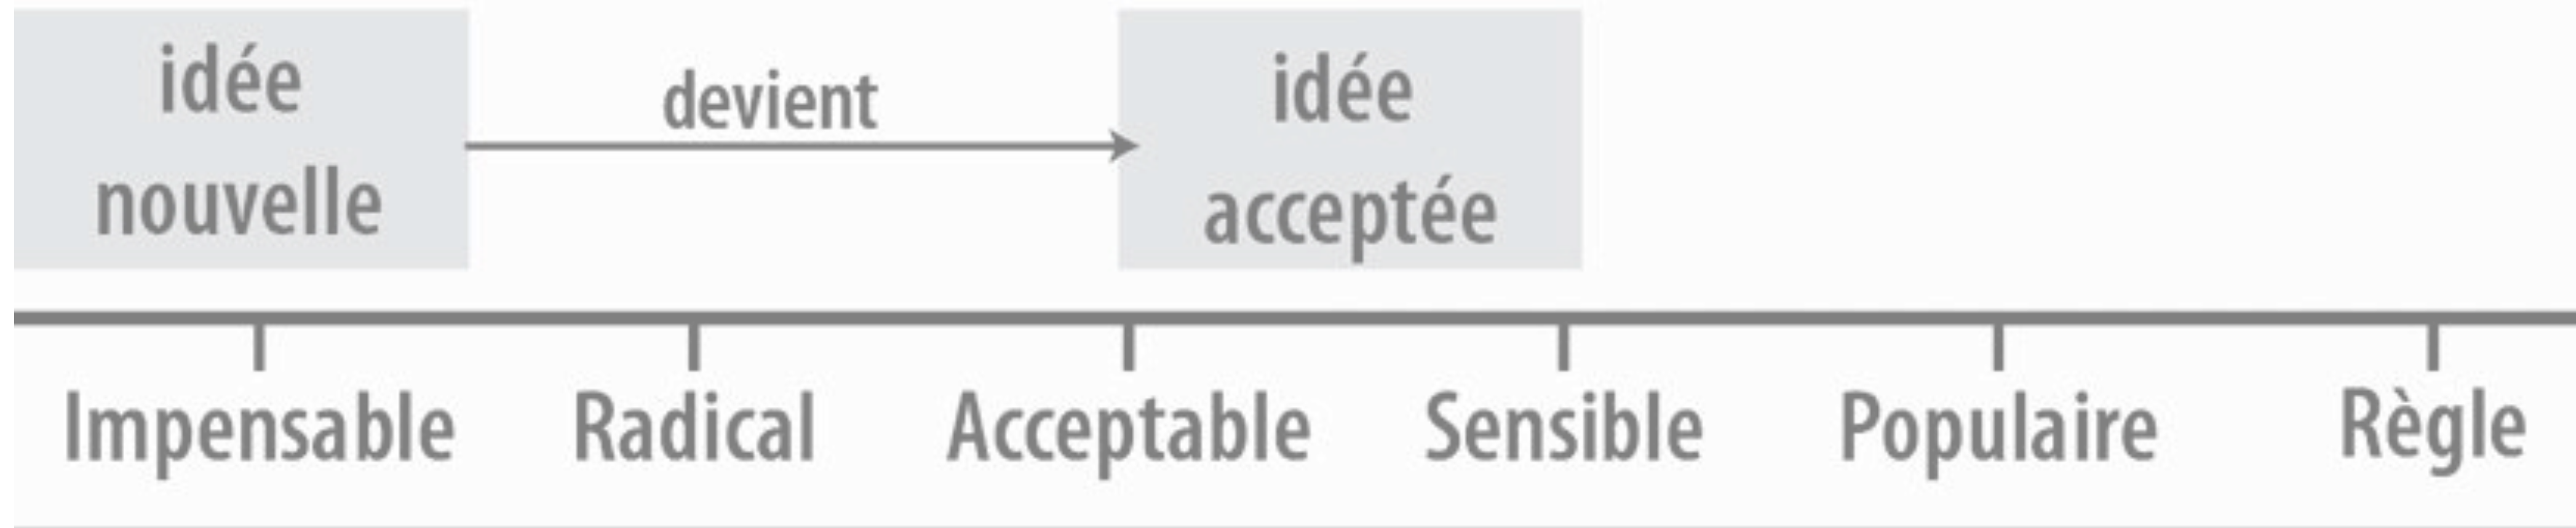 idée
nouvelle
devient
idée
acceptée
Impensable Radical Acceptable Sensible Populaire Règle